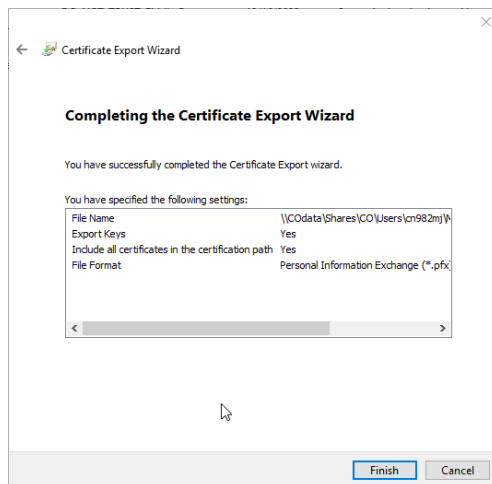 Certificate Export Wizard
Completing the Certificate Export Wizard
You have successfully completed the Certificate Export wizard.
You have specified the following settings:
File Name \\COdata\Shares\CO\Users\cn982mj\
Export Keys Yes
Include all certificates in the certification path Yes
File Format Personal Information Exchange (*.pfx
Finish Cancel